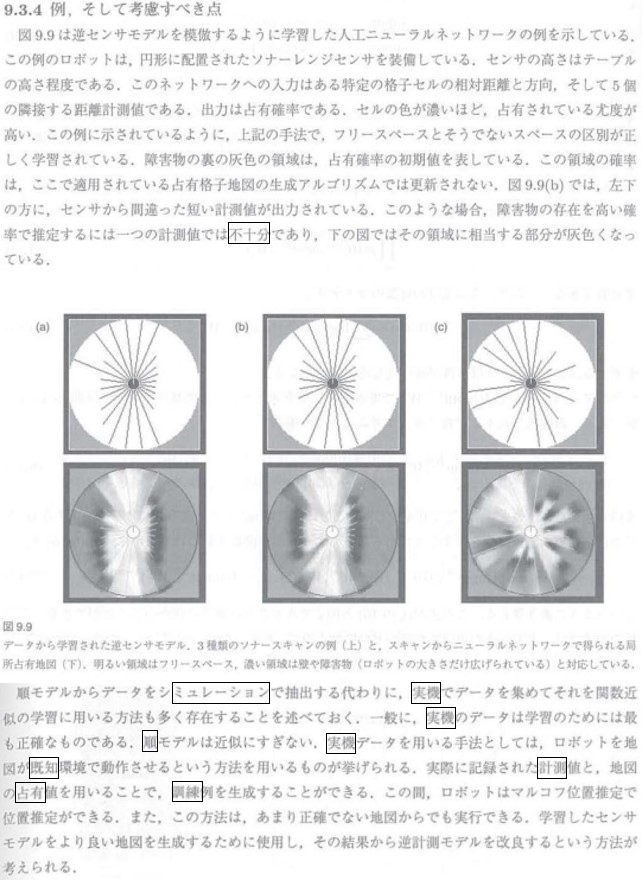 9.3.4 例，そして考慮すべき点
図 9.9 は逆センサモデルを模倣するように学習した人工ニューラルネットワークの例を示している．
この例のロボットは，円形に配置されたソナーレンジセンサを装備している．センサの高さはテーブル
の高さ程度である．このネットワークへの入力はある特定の格子セルの相対距離と方向，そして 5 個
の隣接する距離計測値である．出力は占有確率である．セルの色が濃いほど，占有されている尤度が
高い．この例に示されているように，上記の手法で，フリースペースとそうでないスペースの区別が正
しく学習されている．障害物の裏の灰色の領域は，占有確率の初期値を表している．この領域の確率
は，ここで適用されている占有格子地図の生成アルゴリズムでは更新されない．図 9.9(b) では，左下
の方に，センサから間違った短い計測値が出力されている．このような場合，障害物の存在を高い確
率で推定するには一つの計測値では不十分であり，下の図ではその領域に相当する部分が灰色くなっ
ている．
(a) (b) (c)
図 9.9
データから学習された逆センサモデル．3 種類のソナースキャンの例（上）と，スキャンからニューラルネットワークで得られる局
所占有地図（下）．明るい領域はフリースペース，濃い領域は壁や障害物（ロボットの大きさだけ広げられている）と対応している．
順モデルからデータをシミュレーションで抽出する代わりに，実機でデータを集めてそれを関数近
似の学習に用いる方法も多く存在することを述べておく．一般に，実機のデータは学習のためには最
も正確なものである．順モデルは近似にすぎない．実機データを用いる手法としては，ロボットを地
図が既知環境で動作させるという方法を用いるものが挙げられる．実際に記録された計測値と，地図
の占有値を用いることで，訓練例を生成することができる．この間，ロボットはマルコフ位置推定で
位置推定ができる．また，この方法は，あまり正確でない地図からでも実行できる．学習したセンサ
モデルをより良い地図を生成するために使用し，その結果から逆計測モデルを改良するという方法が
考えられる．